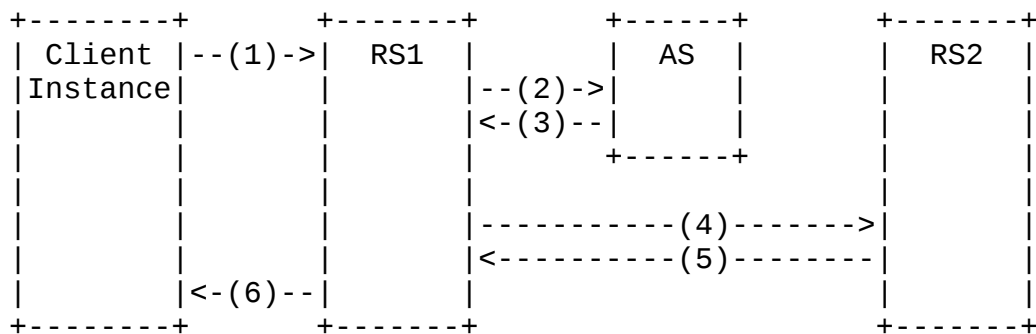 +--------+       +-------+       +------+       +-------+
| Client |--(1)->|  RS1  |       |  AS  |       |  RS2  |
|Instance|       |       |--(2)->|      |       |       |
|        |       |       |<-(3)--|      |       |       |
|        |       |       |       +------+       |       |
|        |       |       |                      |       |
|        |       |       |-----------(4)------->|       |
|        |       |       |<----------(5)--------|       |
|        |<-(6)--|       |                      |       |
+--------+       +-------+                      +-------+